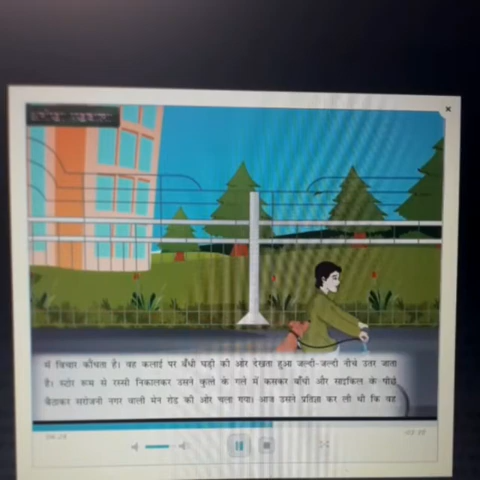 में विचार कौंधता है। वह कलाई पर बँधी घड़ी की ओर देखता हुआ जल्दी-जल्दी नीचे उतर जाता
है। स्टोर रूम से रस्सी निकालकर उसने कुत्ते के गले में कसकर बाँधी और साइकिल के पीछे
बैठाकर सरोजनी नगर वाली मेन रोड की ओर चला गया। आज उसने प्रतिज्ञा कर ली थी कि वह